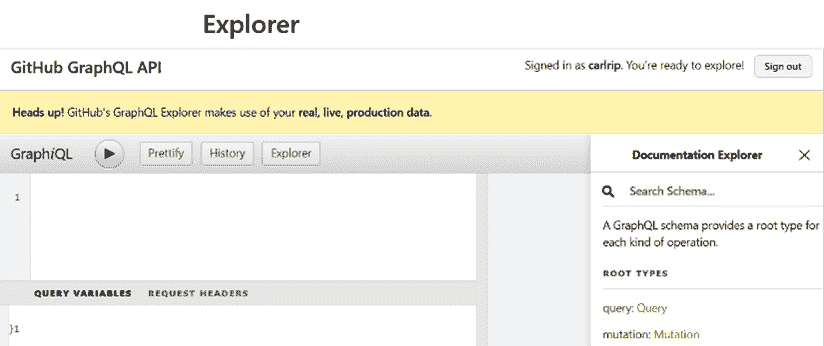 Explorer
GitHub GraphQL API
Signed in as carlrip. You're ready to explore!
Sign out
Heads up! GitHub's GraphQL Explorer makes use of your real, live, production data.
GraphiQL
Prettify
History
Explorer
Documentation Explorer
1
Search Schema...
A GraphQL schema provides a root type for
each kind of operation.
ROOT TYPES
QUERY VARIABLES
REQUEST HEADERS
query: Query
}1
mutation: Mutation